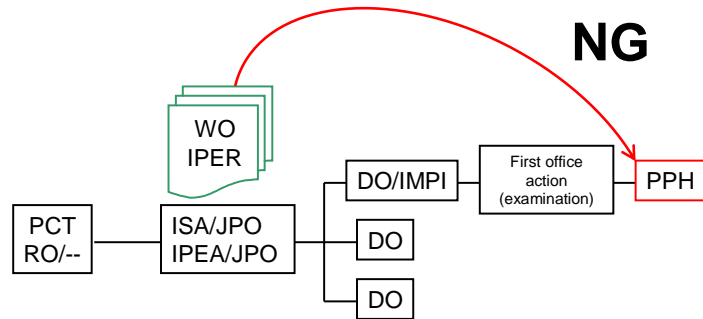 NG
WO
IPER
DO/IMPI
First office
action
(examination)
PPH
PCT
RO/--
ISA/JPO
IPEA/JPO
DO
DO